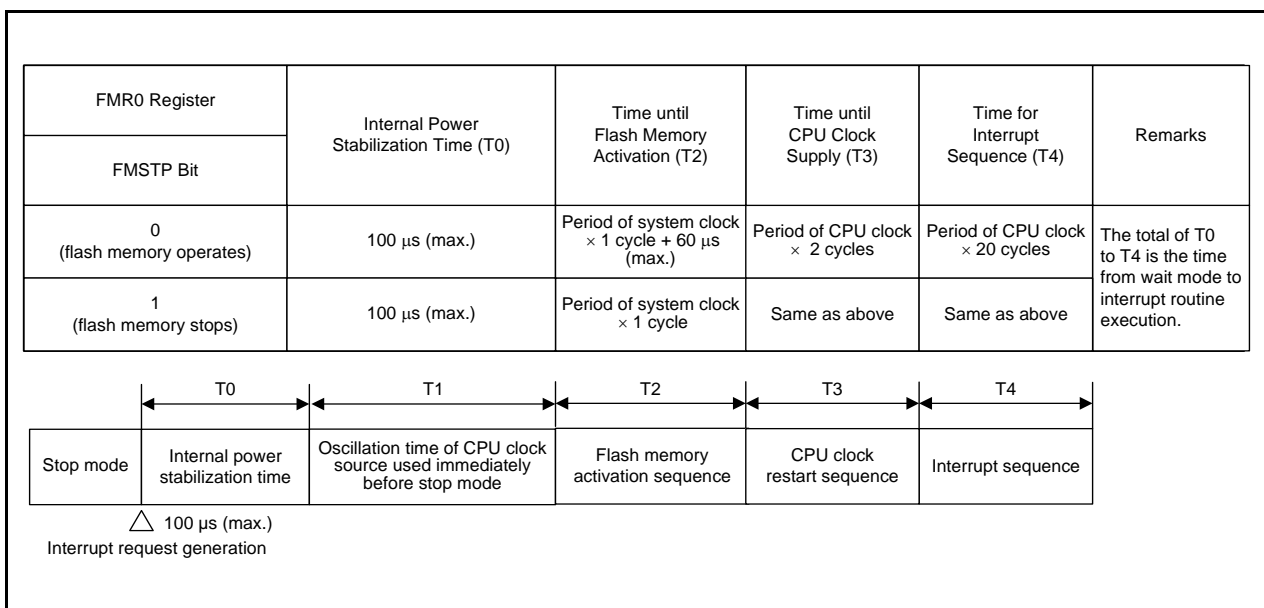 FMR0 Register
FMSTP Bit
Internal Power
Stabilization Time (T0)
Time until
Flash Memory
Activation (T2)
Time until
CPU Clock
Supply (T3)
Time for
Interrupt
Sequence (T4)
Remarks
0
(flash memory operates)
100 μs (max.)
Period of system clock
× 1 cycle + 60 μs
(max.)
Period of CPU clock
× 2 cycles
Period of CPU clock
× 20 cycles
The total of T0
to T4 is the time
from wait mode to
interrupt routine
execution.
1
(flash memory stops)
100 μs (max.)
Period of system clock
× 1 cycle
Same as above
Same as above
T0
T1
T2
T3
T4
Stop mode
Internal power
stabilization time
Oscillation time of CPU clock
source used immediately
before stop mode
Flash memory
activation sequence
CPU clock
restart sequence
Interrupt sequence
100 μs (max.)
Interrupt request generation